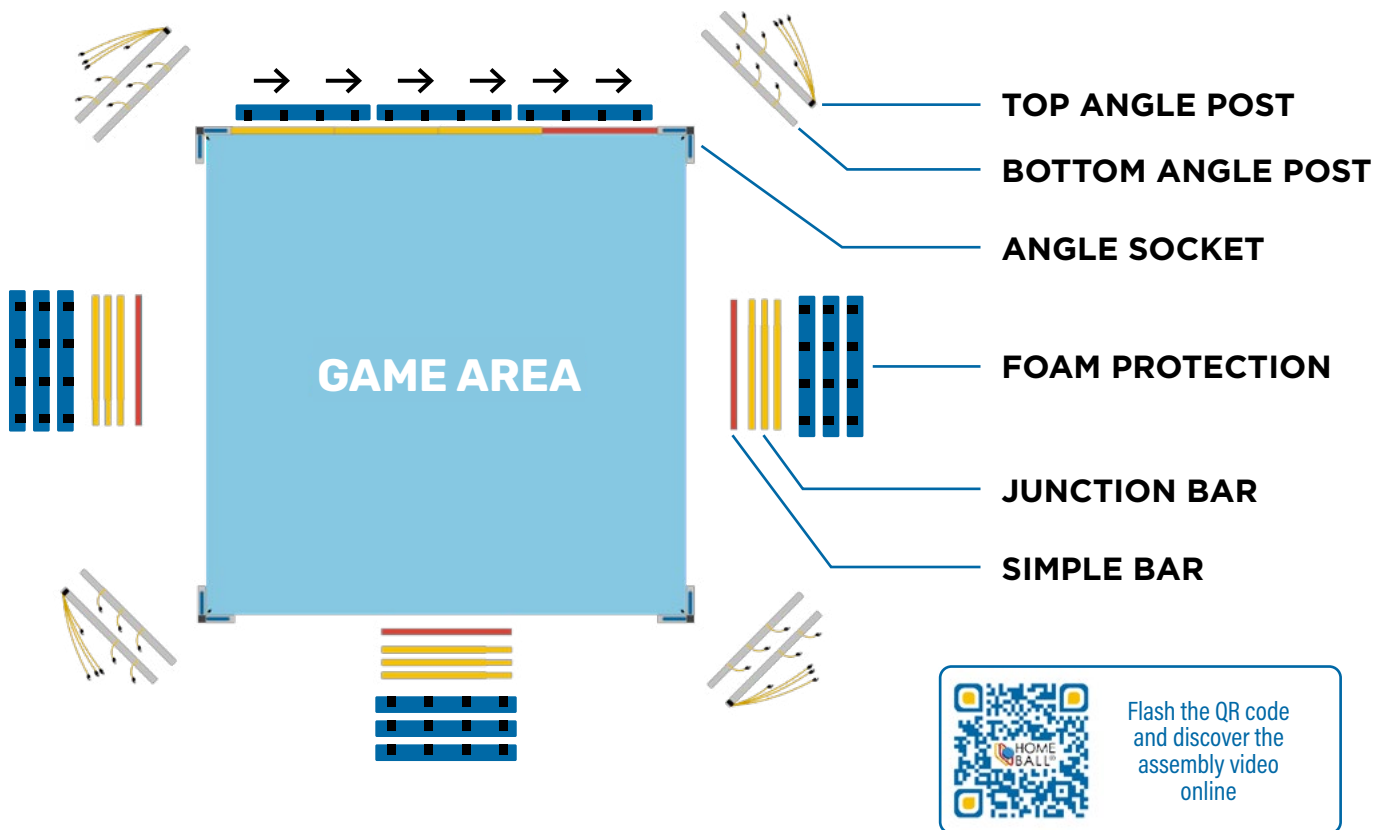 TOP ANGLE POST
BOTTOM ANGLE POST
ANGLE SOCKET
GAME AREA
FOAM PROTECTION
JUNCTION BAR
SIMPLE BAR
HOME
BALL®
Flash the QR code
and discover the
assembly video
online